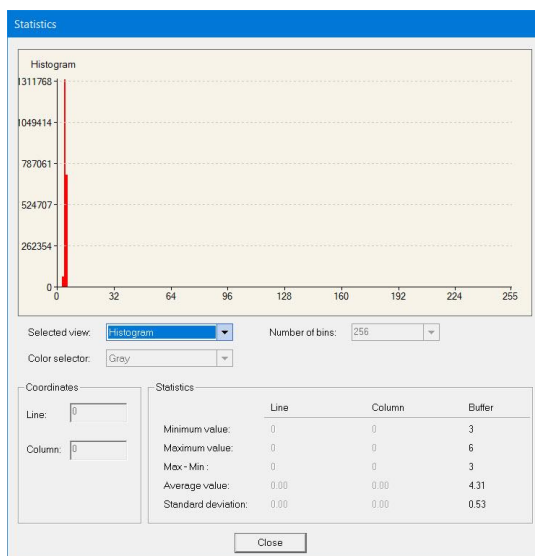 Statistics
Histogram
1311768
1049414
787061
524707
262354
0
0 32 64 96 128 160 192 224 255
Selected view: Histogram Number of bins: 256
Color selector: Gray
Coordinates Statistics
Line Column Buffer
Line: 0
Minimum value: 0 0 3
Column: 0 Maximum value: 0 0 6
Max - Min : 0 0 3
Average value: 0.00 0.00 4.31
Standard deviation: 0.00 0.00 0.53
Close